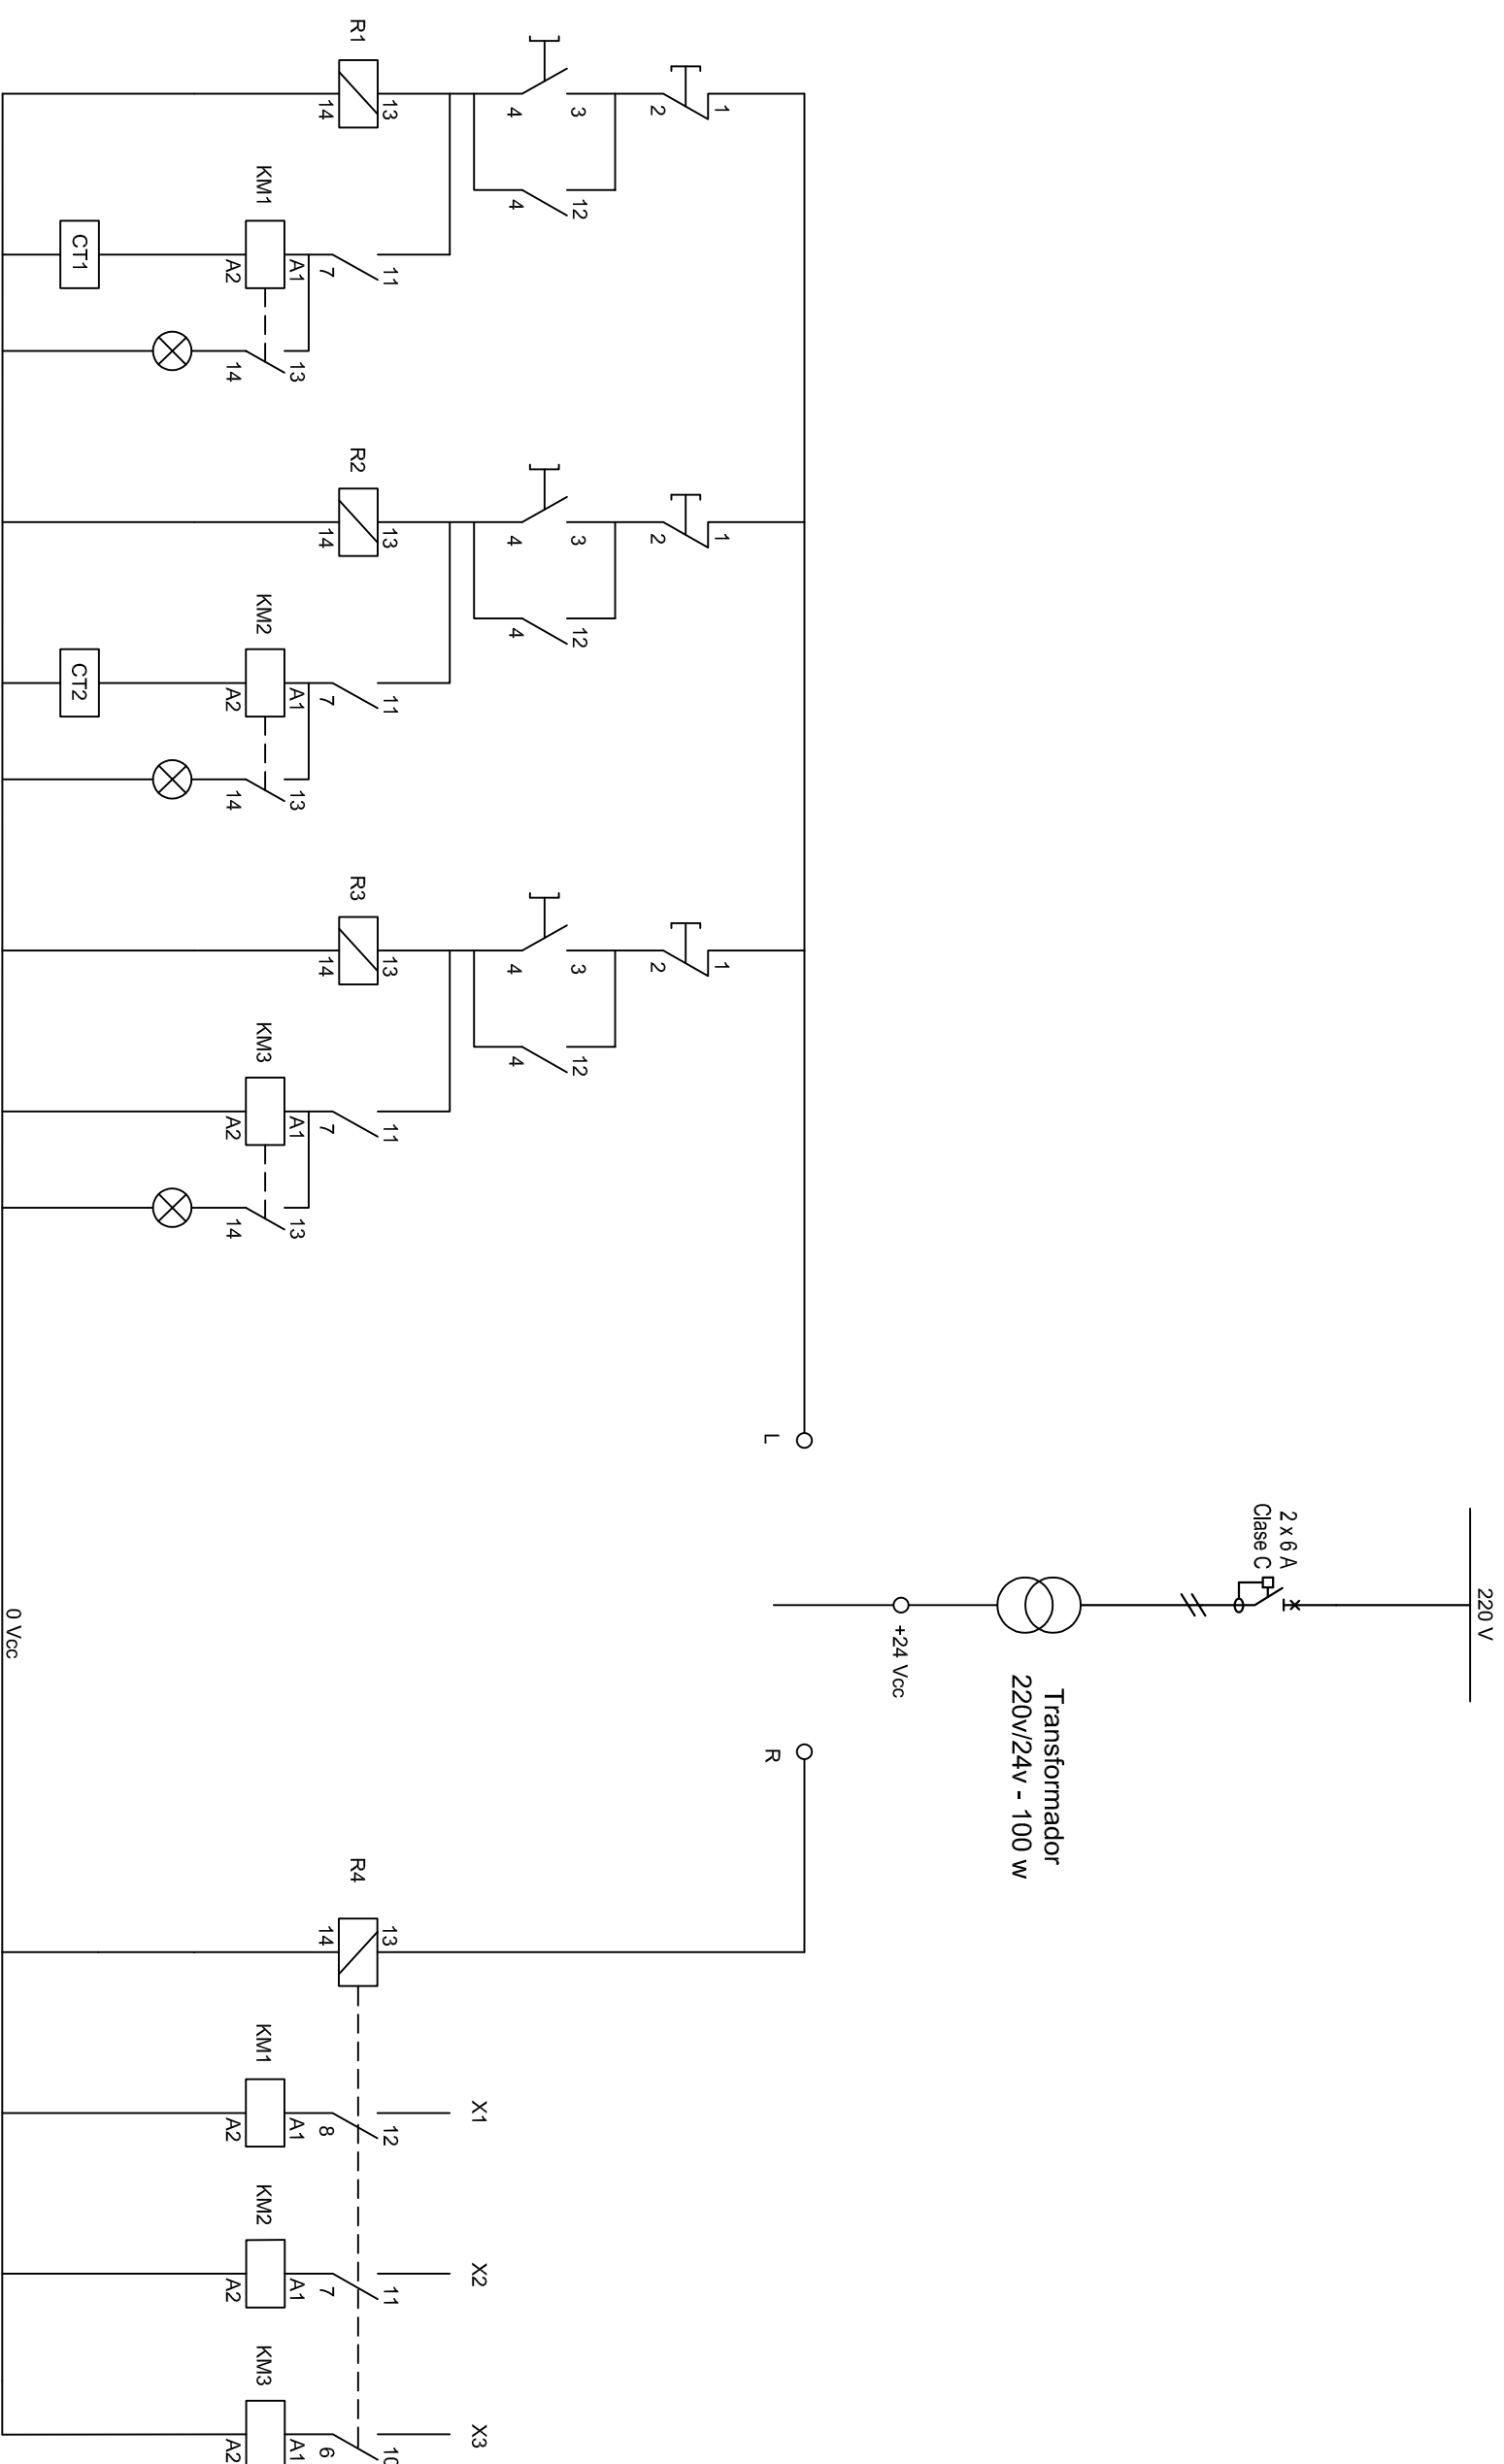 220 V
2 x 6 A
Clase C
Transformador
220v/24v - 100 w
+24 Vcc
L
R
1 1 1
2 2 2
3 12 3 12 3 12
4 4 4 4 4 4
X1 X2 X3
13 11 13 11 13 11 13 12 11 10
R1 R2 R3 R4
14 7 14 7 14 7 14 8 7 6
A1 13 A1 13 A1 13 A1 A1 A1
KM1 KM2 KM3 KM1 KM2 KM3
A2 14 A2 14 A2 14 A2 A2 A2
CT1 CT2
0 Vcc